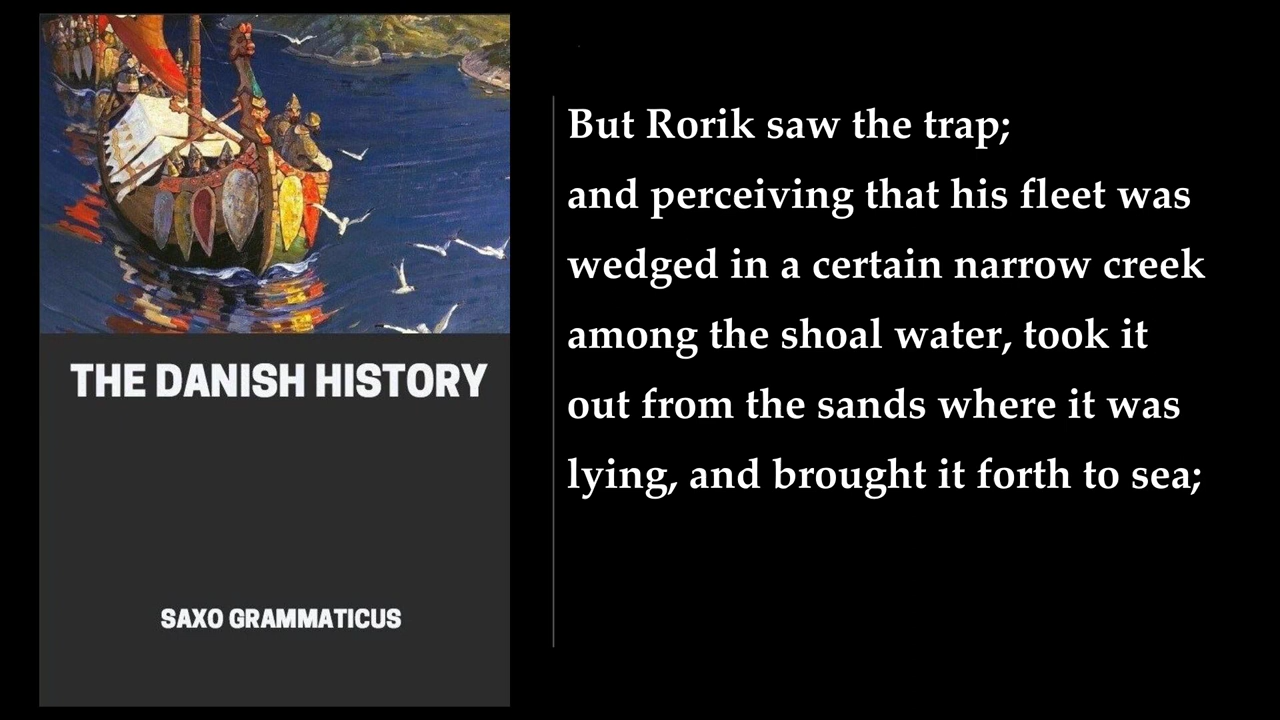 THE DANISH HISTORY
SAXO GRAMMATICUS
But Rorik saw the trap;
and perceiving that his fleet was
wedged in a certain narrow creek
among the shoal water, took it
out from the sands where it was
lying, and brought it forth to sea;